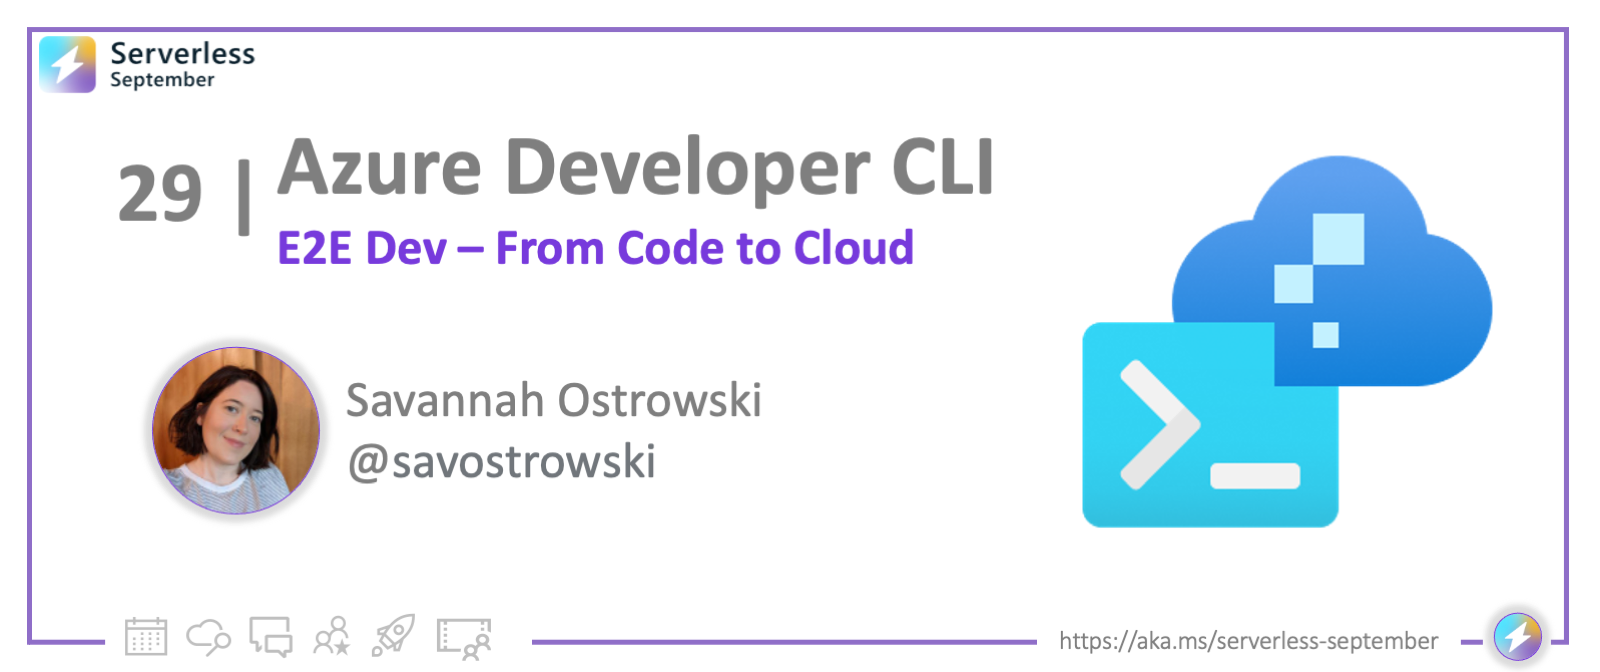 Serverless
September
29 |
Azure Developer CLI
E2E Dev – From Code to Cloud
Savannah Ostrowski
@savostrowski
https://aka.ms/serverless-september